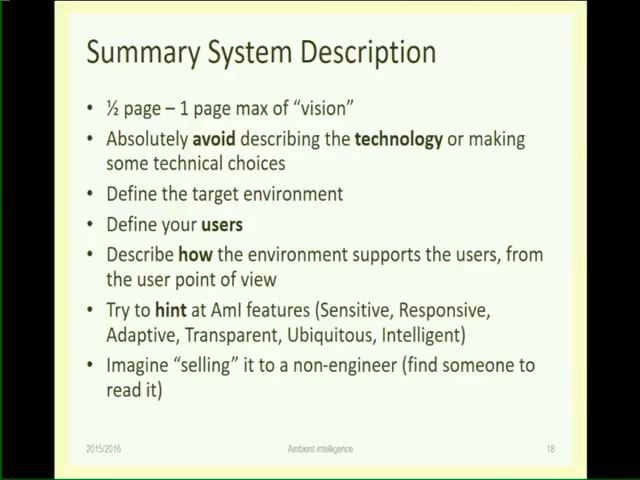 Summary System Description
• ½ page – 1 page max of “vision”
• Absolutely avoid describing the technology or making
some technical choices
• Define the target environment
• Define your users
• Describe how the environment supports the users, from
the user point of view
• Try to hint at AmI features (Sensitive, Responsive,
Adaptive, Transparent, Ubiquitous, Intelligent)
• Imagine “selling” it to a non-engineer (find someone to
read it)
2015/2016 Ambient intelligence 18